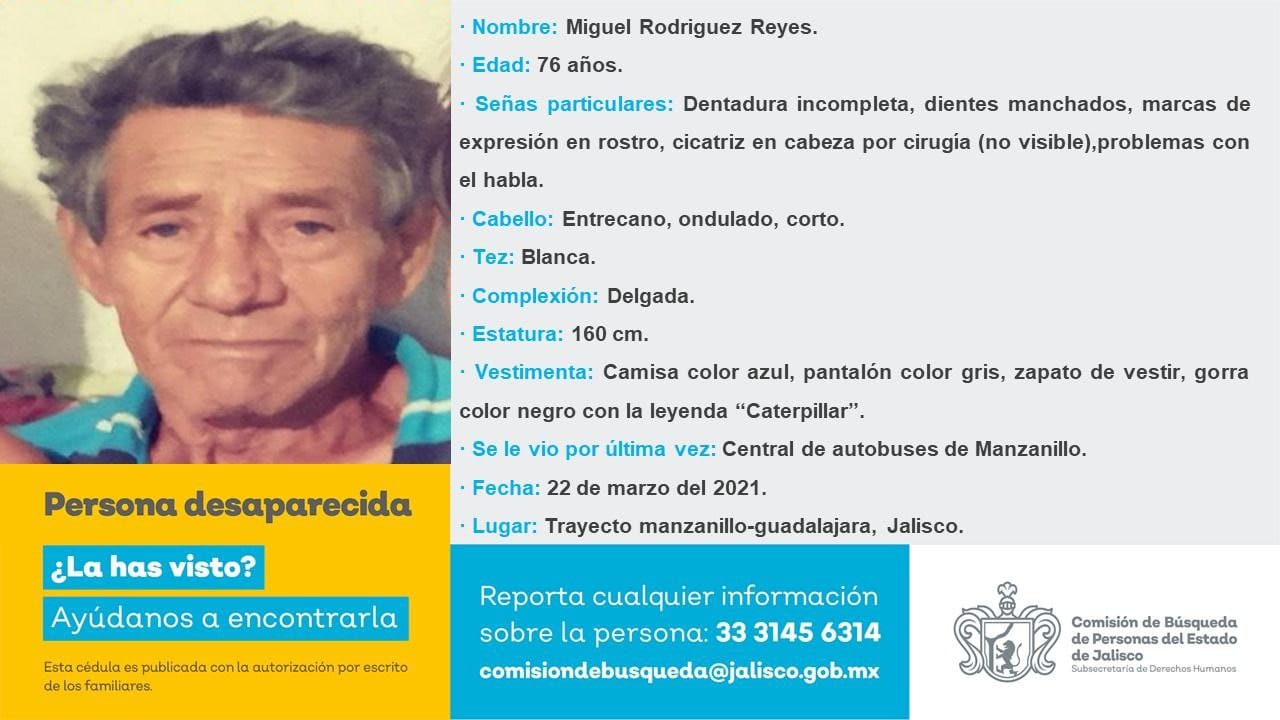 · Nombre: Miguel Rodriguez Reyes.
· Edad: 76 años.
· Señas particulares: Dentadura incompleta, dientes manchados, marcas de
expresión en rostro, cicatriz en cabeza por cirugía (no visible),problemas con
el habla.
· Cabello: Entrecano, ondulado, corto.
· Tez: Blanca.
· Complexión: Delgada.
· Estatura: 160 cm.
· Vestimenta: Camisa color azul, pantalón color gris, zapato de vestir, gorra
color negro con la leyenda “Caterpillar”.
· Se le vio por última vez: Central de autobuses de Manzanillo.
· Fecha: 22 de marzo del 2021.
· Lugar: Trayecto manzanillo-guadalajara, Jalisco.
Persona desaparecida
¿La has visto?
Ayúdanos a encontrarla
Esta cédula es publicada con la autorización por escrito
de los familiares.
Reporta cualquier información
sobre la persona: 33 3145 6314
comisiondebusqueda@jalisco.gob.mx
Comisión de Búsqueda
de Personas del Estado
de Jalisco
Subsecretaría de Derechos Humanos